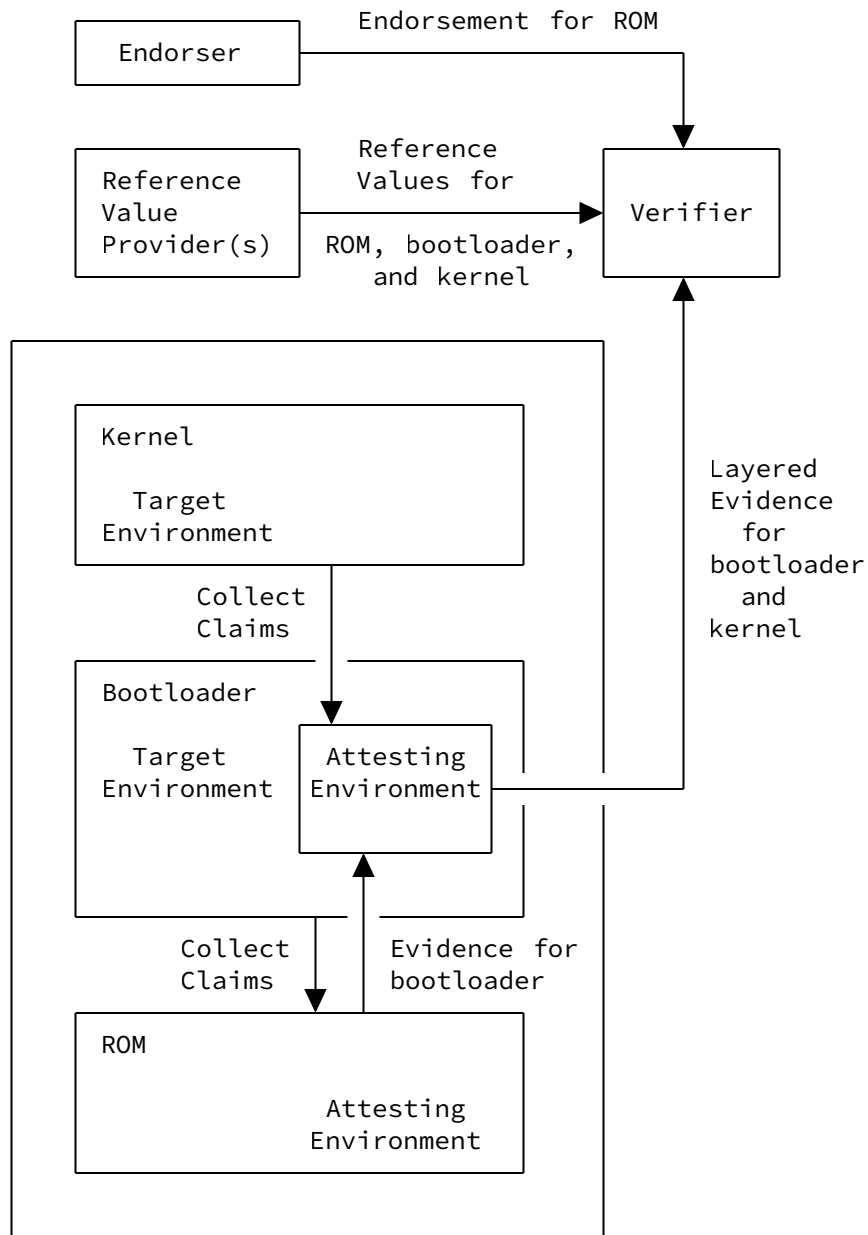 Endorsement for ROM
Endorser
Reference
Values for
Reference
Value
Provider(s)
Verifier
ROM, bootloader,
and kernel
Kernel
Target
Environment
Layered
Evidence
for
bootloader
and
kernel
Collect
Claims
Bootloader
Target
Environment
Attesting
Environment
Collect
Claims
Evidence for
bootloader
ROM
Attesting
Environment